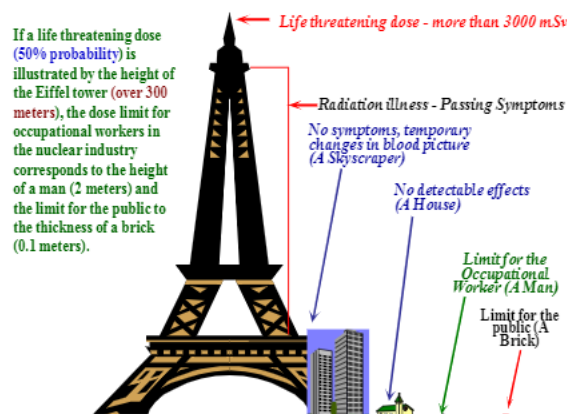 Life threatening dose - more than 3000 mSv
If a life threatening dose
(50% probability) is
illustrated by the height of
the Eiffel tower (over 300
meters), the dose limit for
occupational workers in
the nuclear industry
corresponds to the height
of a man (2 meters) and
the limit for the public to
the thickness of a brick
(0.1 meters).
Radiation illness - Passing Symptoms
No symptoms, temporary
changes in blood picture
(A Skyscraper)
No detectable effects
(A House)
Limit for the
Occupational
Worker (A Man)
Limit for the
public (A
Brick)